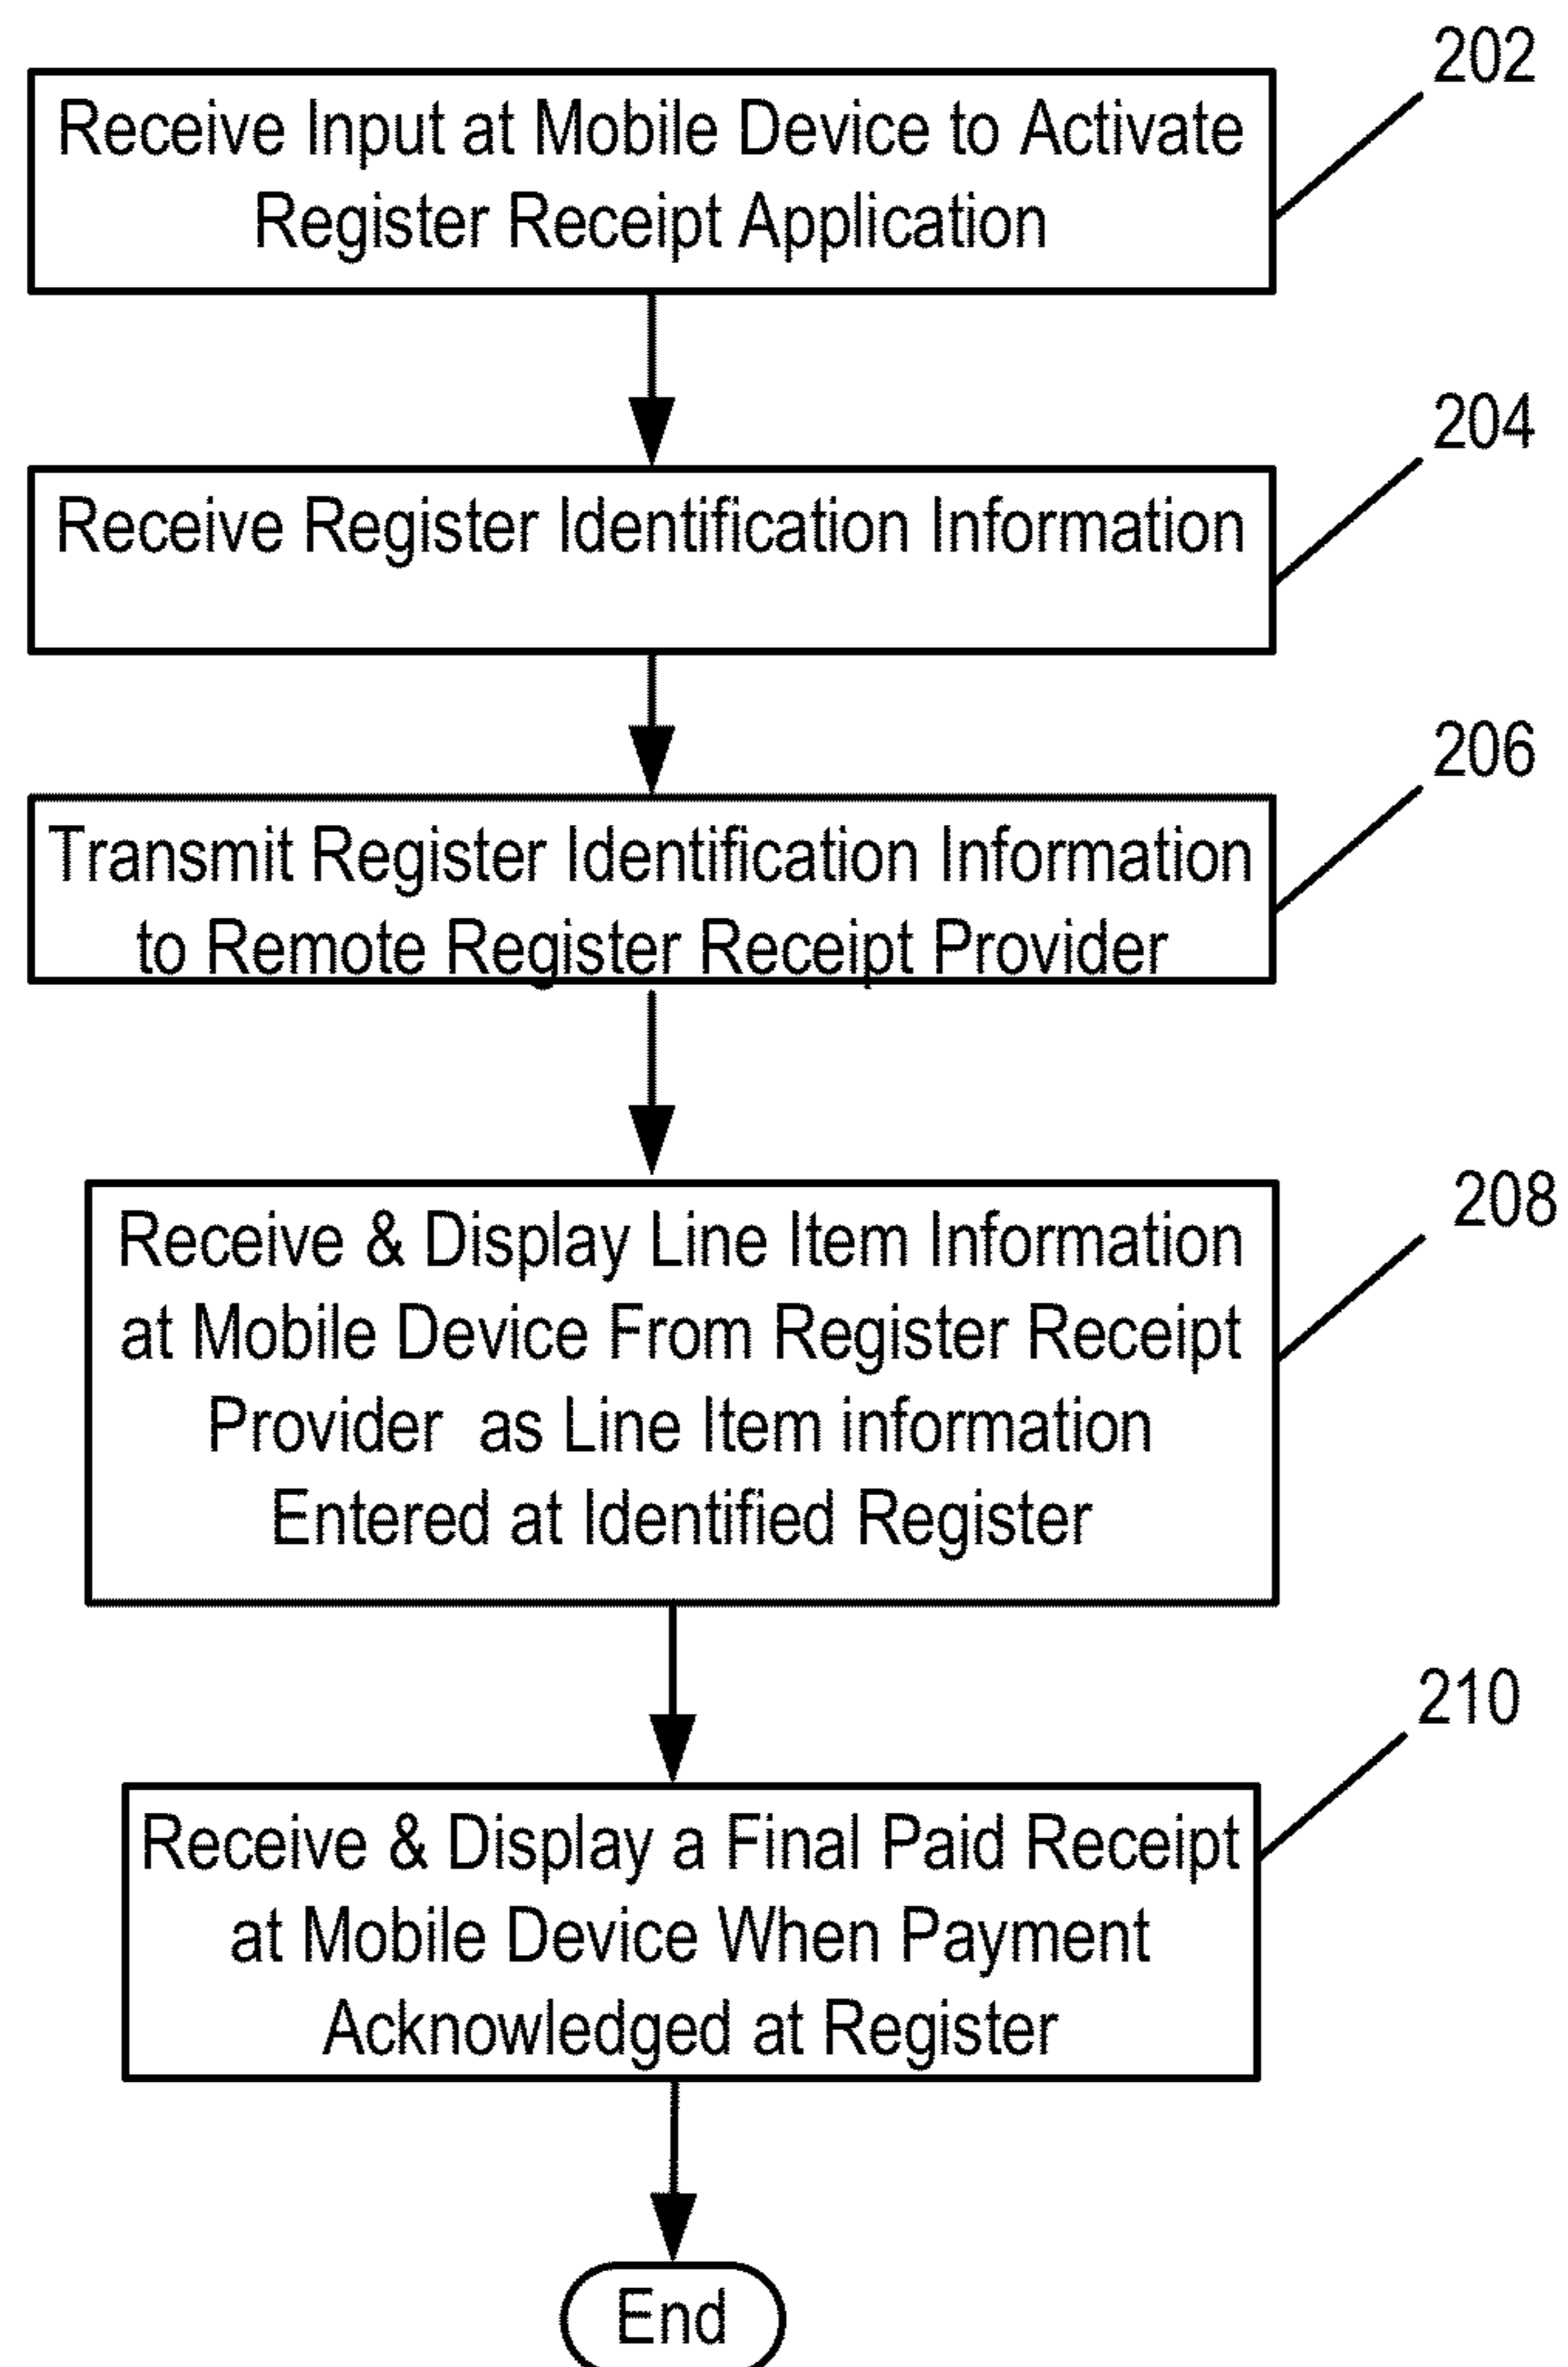 202
Receive Input at Mobile Device to Activate
Register Receipt Application
204
Receive Register Identification Information
206
Transmit Register Identification Information
to Remote Register Receipt Provider
208
Receive & Display Line Item Information
at Mobile Device From Register Receipt
Provider as Line Item information
Entered at Identified Register
210
Receive & Display a Final Paid Receipt
at Mobile Device When Payment
Acknowledged at Register
End